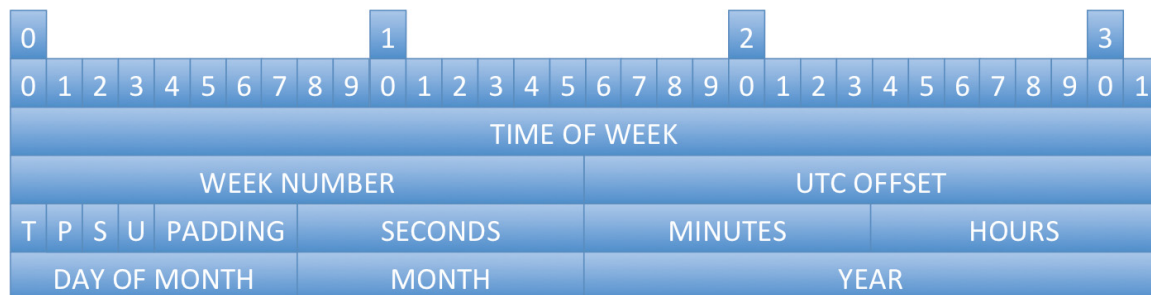 0 1 2 3
0 1 2 3 4 5 6 7 8 9 0 1 2 3 4 5 6 7 8 9 0 1 2 3 4 5 6 7 8 9 0 1
TIME OF WEEK
WEEK NUMBER UTC OFFSET
T P S U PADDING SECONDS MINUTES HOURS
DAY OF MONTH MONTH YEAR